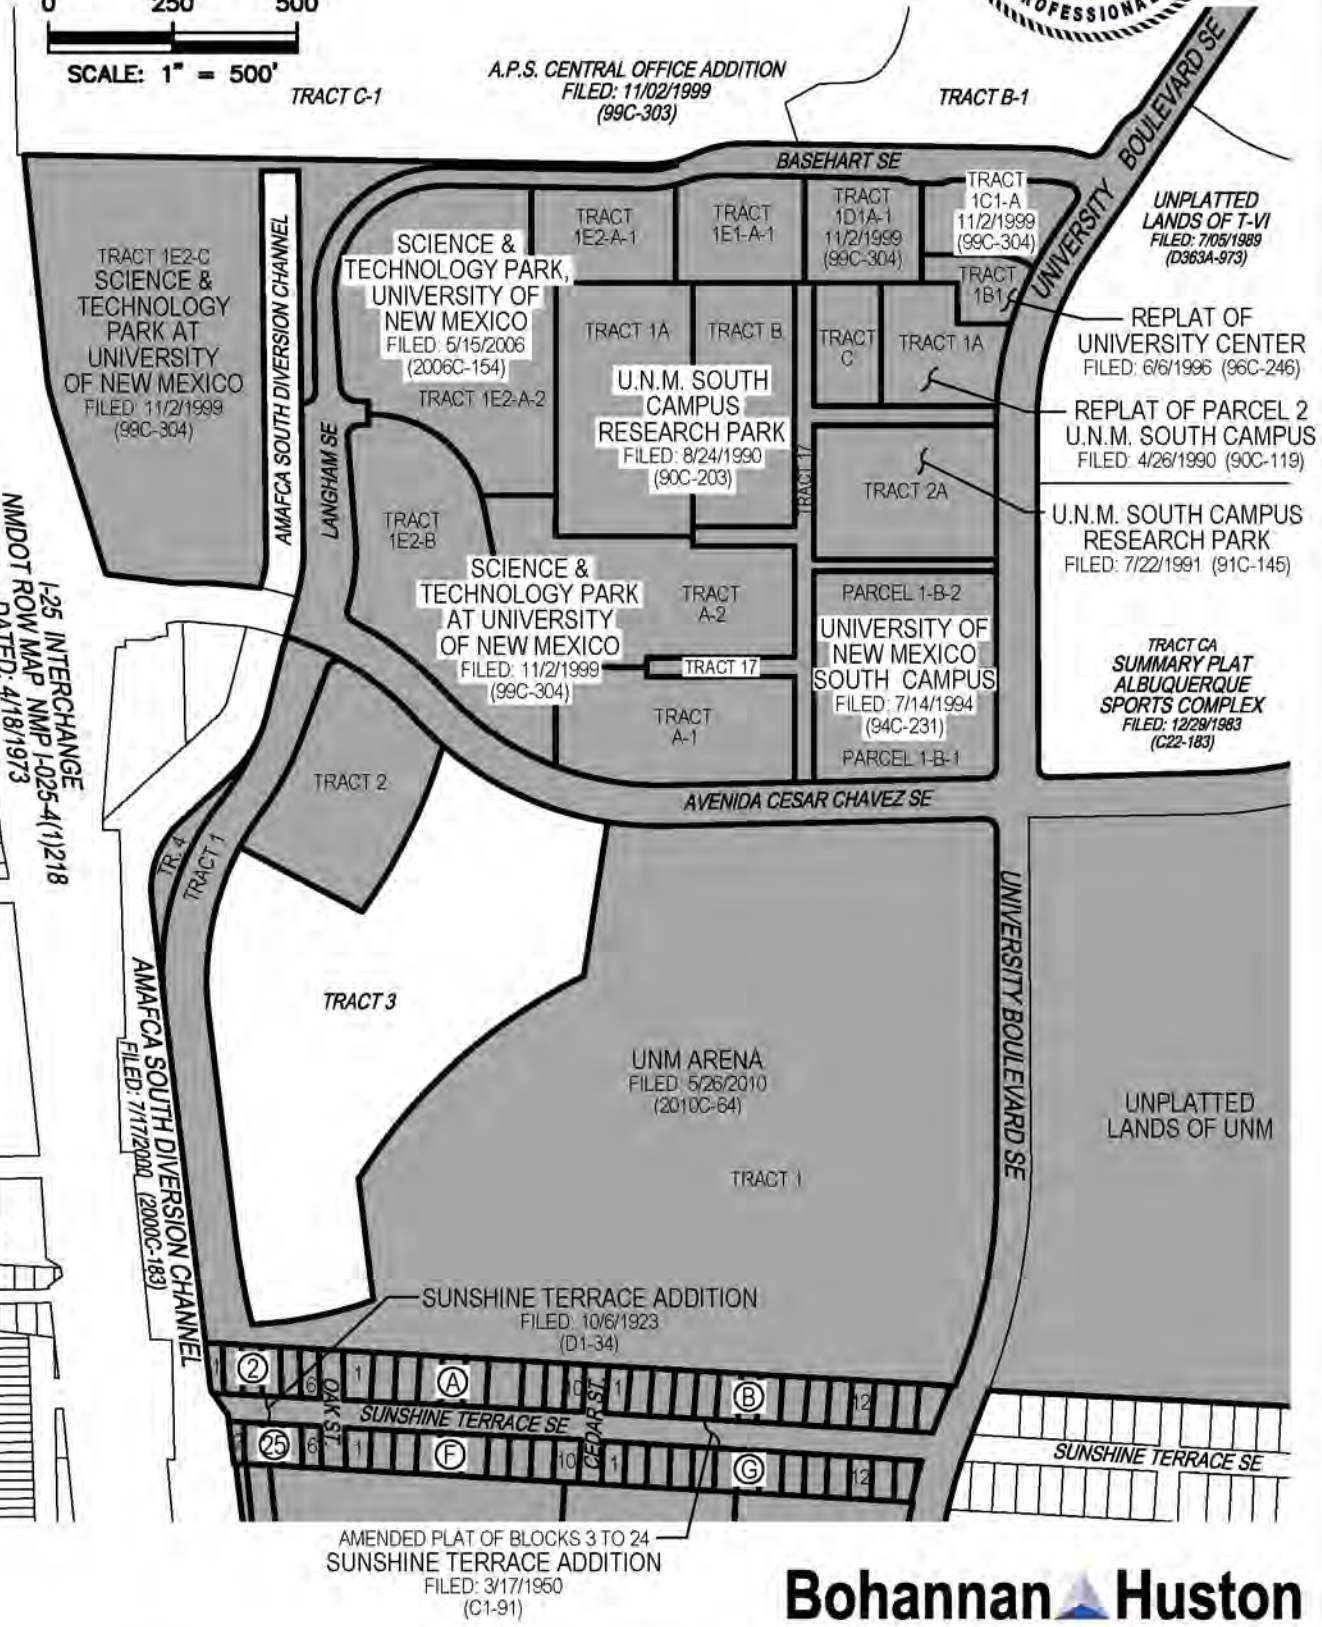 0 250 500
SCALE: 1" = 500'
PROFESSIONA
TRACT C-1
A.P.S. CENTRAL OFFICE ADDITION
FILED: 11/02/1999
(99C-303)
TRACT B-1
BASEHART SE
UNIVERSITY BOULEVARD SE
UNPLATTED
LANDS OF T-VI
FILED: 7/05/1989
(D363A-973)
TRACT 1E2-C
SCIENCE &
TECHNOLOGY
PARK AT
UNIVERSITY
OF NEW MEXICO
FILED: 11/2/1999
(99C-304)
AMAFCA SOUTH DIVERSION CHANNEL
LANGHAM SE
SCIENCE &
TECHNOLOGY PARK,
UNIVERSITY OF
NEW MEXICO
FILED: 5/15/2006
(2006C-154)
TRACT 1E2-A-2
TRACT
1E2-A-1
TRACT
1E1-A-1
TRACT
1D1A-1
11/2/1999
(99C-304)
TRACT
1C1-A
11/2/1999
(99C-304)
TRACT
1B1
TRACT 1A
TRACT B
TRACT
C
TRACT 1A
U.N.M. SOUTH
CAMPUS
RESEARCH PARK
FILED: 8/24/1990
(90C-203)
TRACT 17
TRACT 2A
REPLAT OF
UNIVERSITY CENTER
FILED: 6/6/1996 (96C-246)
REPLAT OF PARCEL 2
U.N.M. SOUTH CAMPUS
FILED: 4/26/1990 (90C-119)
U.N.M. SOUTH CAMPUS
RESEARCH PARK
FILED: 7/22/1991 (91C-145)
TRACT
1E2-B
SCIENCE &
TECHNOLOGY PARK
AT UNIVERSITY
OF NEW MEXICO
FILED: 11/2/1999
(99C-304)
TRACT
A-2
TRACT 17
TRACT
A-1
PARCEL 1-B-2
UNIVERSITY OF
NEW MEXICO
SOUTH CAMPUS
FILED: 7/14/1994
(94C-231)
PARCEL 1-B-1
TRACT CA
SUMMARY PLAT
ALBUQUERQUE
SPORTS COMPLEX
FILED: 12/29/1983
(C22-183)
I-25 INTERCHANGE
NMDOT ROW MAP NMP I-025-4(1)218
DATED: 4/18/1973
AVENIDA CESAR CHAVEZ SE
TRACT 2
TR. 4
TRACT 1
TRACT 3
UNIVERSITY BOULEVARD SE
AMAFCA SOUTH DIVERSION CHANNEL
FILED: 7/17/2000 (2000C-183)
UNM ARENA
FILED: 5/26/2010
(2010C-64)
TRACT 1
UNPLATTED
LANDS OF UNM
SUNSHINE TERRACE ADDITION
FILED: 10/6/1923
(D1-34)
1 2 6 OAK ST. 1 A 10 CEDAR ST. 1 B 12
SUNSHINE TERRACE SE
SUNSHINE TERRACE SE
25 6 1 F 10 1 G 12
AMENDED PLAT OF BLOCKS 3 TO 24
SUNSHINE TERRACE ADDITION
FILED: 3/17/1950
(C1-91)
Bohannan Huston